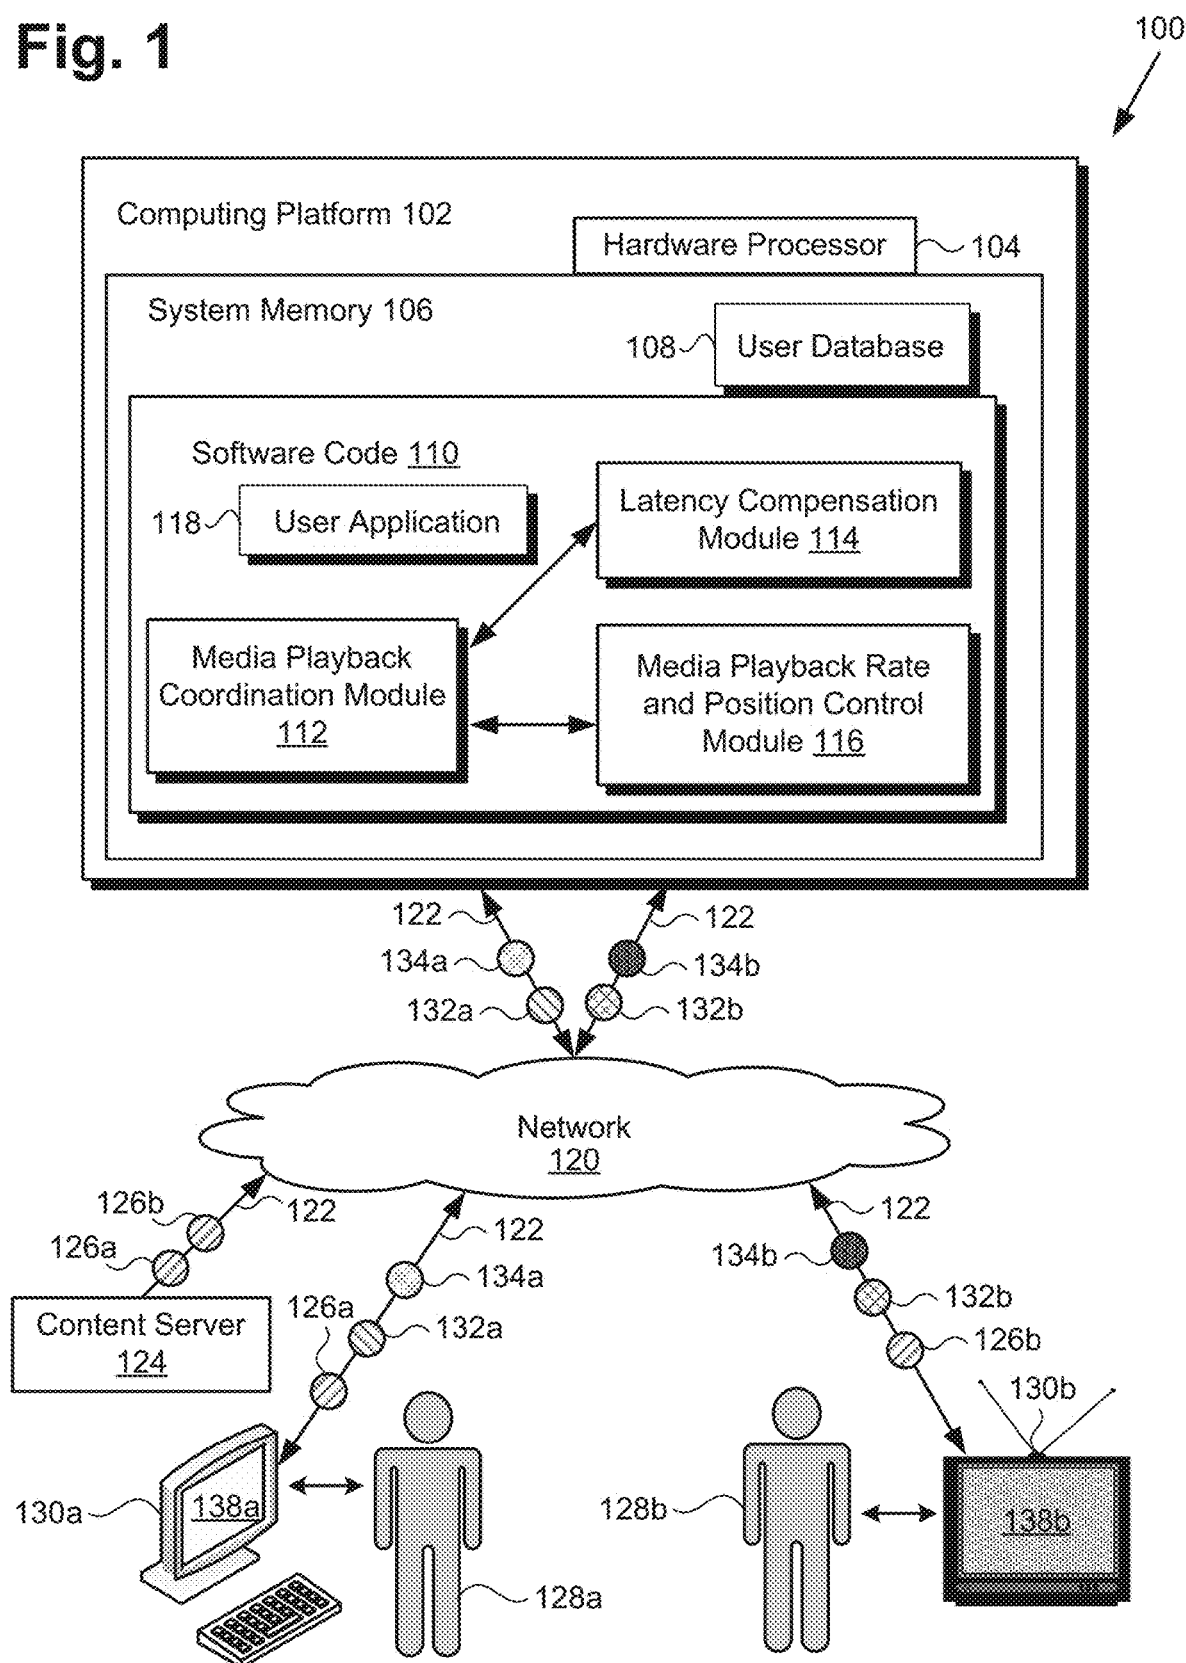 Fig. 1
100
Computing Platform 102
Hardware Processor
104
System Memory 106
108
User Database
Software Code 110
118
User Application
Latency Compensation
Module 114
Media Playback
Coordination Module
112
Media Playback Rate
and Position Control
Module 116
122
122
134a
134b
132a
132b
Network
120
126b
122
126a
122
134a
126a
132a
122
134b
132b
126b
Content Server
124
130b
130a
138a
128a
128b
138b